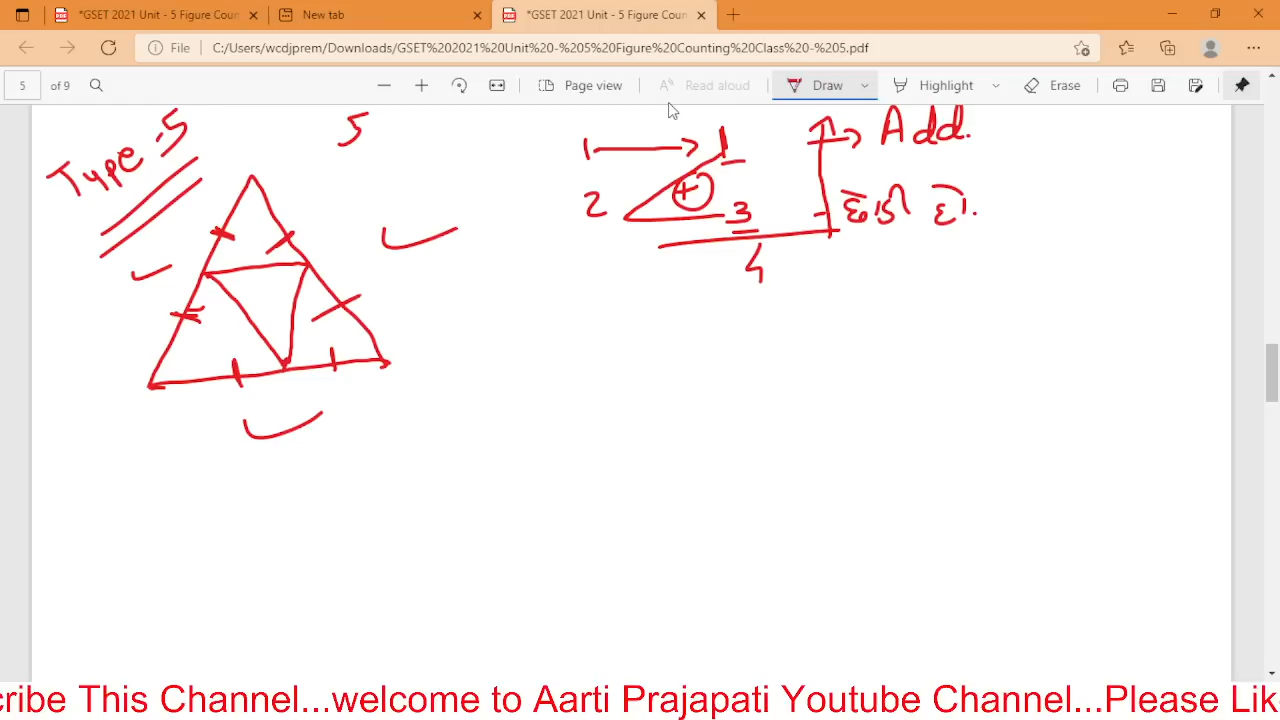 *GSET 2021 Unit - 5 Figure Coun
New tab
*GSET 2021 Unit - 5 Figure Coun
File
C:/Users/wcdjprem/Downloads/GSET%202021%20Unit%20-%205%20Figure%20Counting%20Class%20-%205.pdf
5 of 9
Page view
Read aloud
Draw
Highlight
Erase
Type-5
5
1
1
Add.
2
+
3
4
cribe This Channel...welcome to Aarti Prajapati Youtube Channel...Please Lik